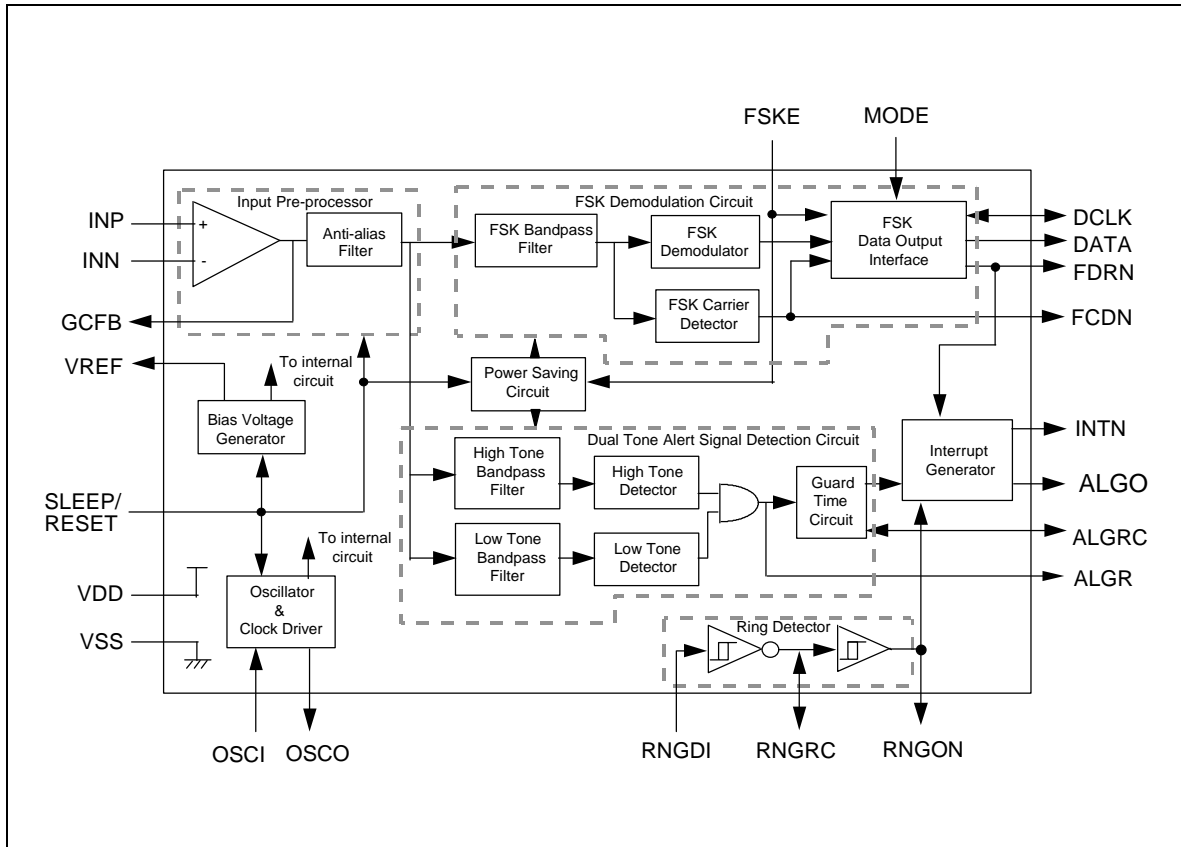 FSKE
MODE
Input Pre-processor
FSK Demodulation Circuit
INP
+
Anti-alias
Filter
FSK Bandpass
Filter
FSK
Demodulator
FSK
Data Output
Interface
DCLK
DATA
INN
-
FDRN
GCFB
FSK Carrier
Detector
FCDN
VREF
To internal
circuit
Power Saving
Circuit
Bias Voltage
Generator
Dual Tone Alert Signal Detection Circuit
INTN
High Tone
Bandpass
Filter
High Tone
Detector
Guard
Time
Circuit
Interrupt
Generator
ALGO
SLEEP/
RESET
To internal
circuit
Low Tone
Bandpass
Filter
Low Tone
Detector
ALGRC
ALGR
VDD
Oscillator
&
Clock Driver
VSS
Ring Detector
OSCI
OSCO
RNGDI
RNGRC
RNGON